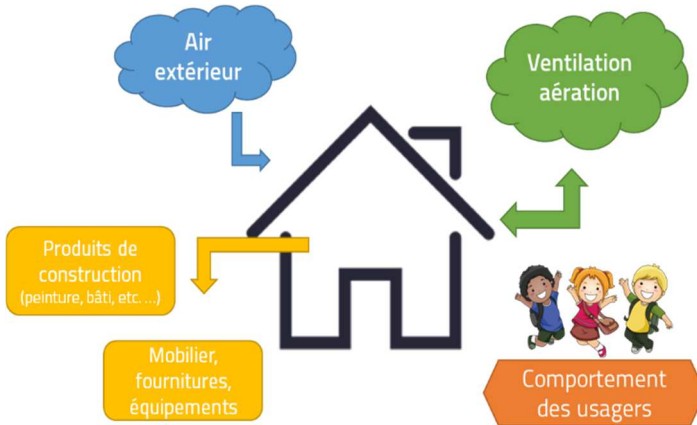 Air
extérieur
Ventilation
aération
Produits de
construction
(peinture, bâti, etc. ...)
Mobilier,
fournitures,
équipements
Comportement
des usagers